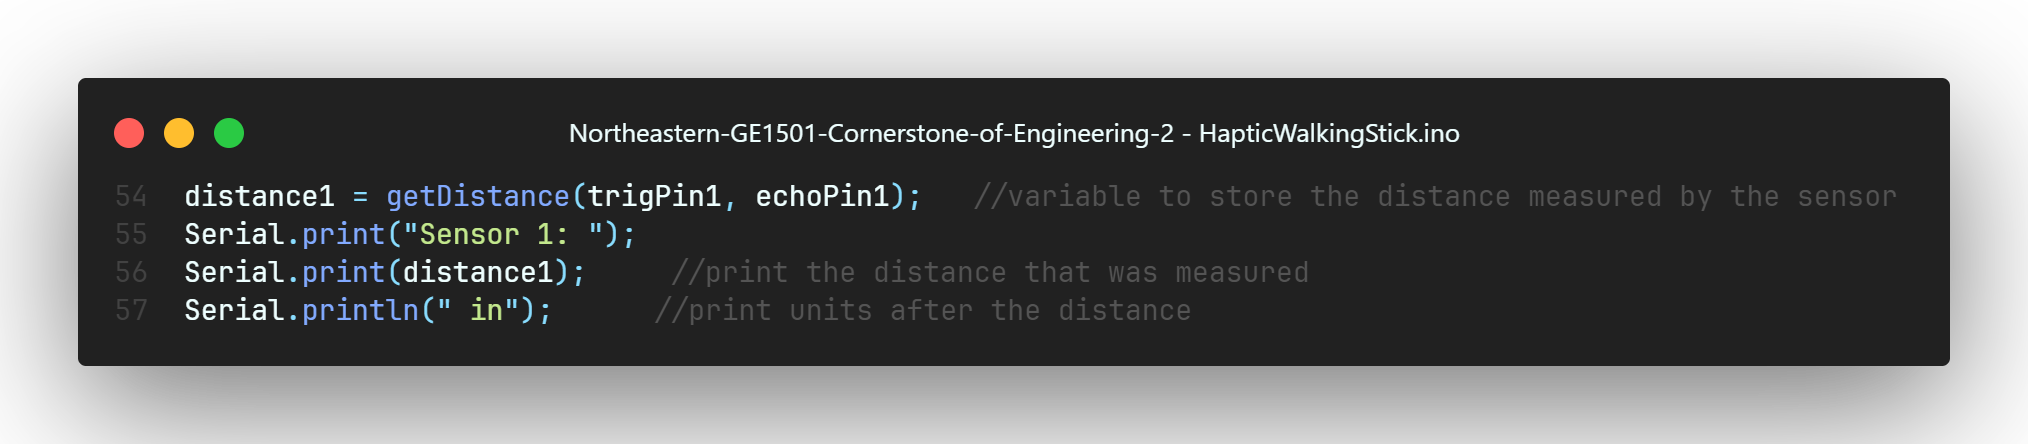 Northeastern-GE1501-Cornerstone-of-Engineering-2 - HapticWalkingStick.ino
54 distance1 = getDistance(trigPin1, echoPin1);   //variable to store the distance measured by the sensor
55 Serial.print("Sensor 1: ");
56 Serial.print(distance1);     //print the distance that was measured
57 Serial.println(" in");      //print units after the distance